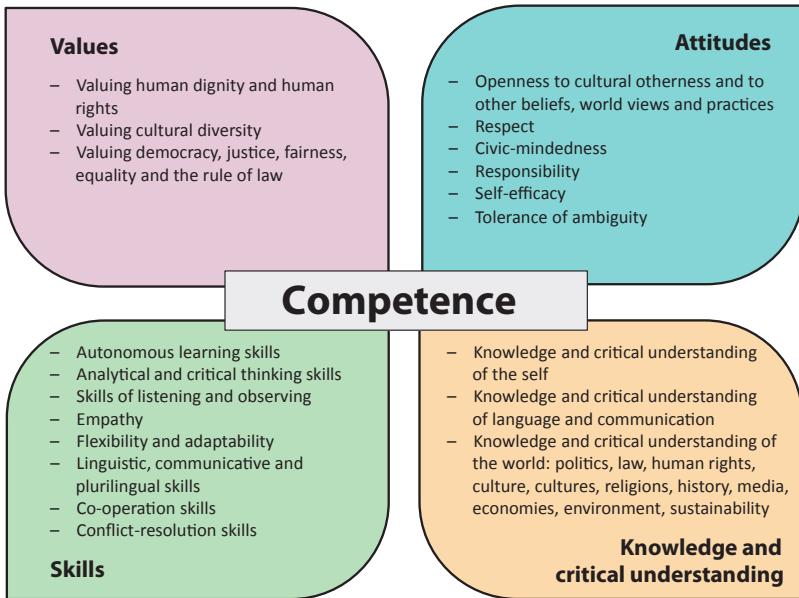 Values
– Valuing human dignity and human
rights
– Valuing cultural diversity
– Valuing democracy, justice, fairness,
equality and the rule of law
Attitudes
– Openness to cultural otherness and to
other beliefs, world views and practices
– Respect
– Civic-mindedness
– Responsibility
– Self-efficacy
– Tolerance of ambiguity
Competence
– Autonomous learning skills
– Analytical and critical thinking skills
– Skills of listening and observing
– Empathy
– Flexibility and adaptability
– Linguistic, communicative and
plurilingual skills
– Co-operation skills
– Conflict-resolution skills
Skills
– Knowledge and critical understanding
of the self
– Knowledge and critical understanding
of language and communication
– Knowledge and critical understanding of
the world: politics, law, human rights,
culture, cultures, religions, history, media,
economies, environment, sustainability
Knowledge and
critical understanding